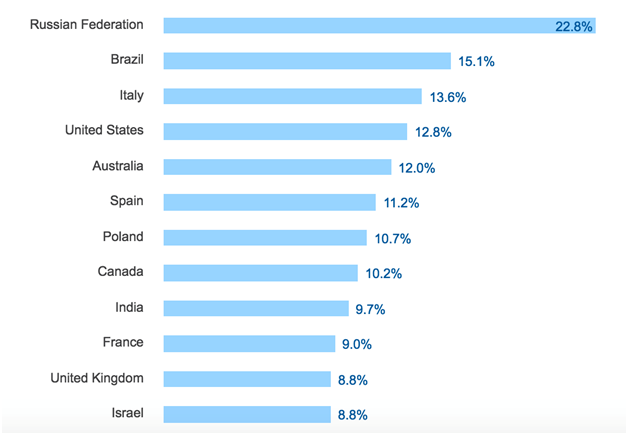 Russian Federation 22.8%
Brazil 15.1%
Italy 13.6%
United States 12.8%
Australia 12.0%
Spain 11.2%
Poland 10.7%
Canada 10.2%
India 9.7%
France 9.0%
United Kingdom 8.8%
Israel 8.8%